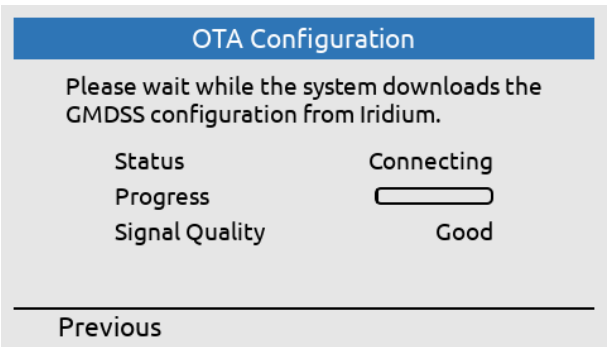 OTA Configuration
Please wait while the system downloads the
GMDSS configuration from Iridium.
Status Connecting
Progress
Signal Quality Good
Previous